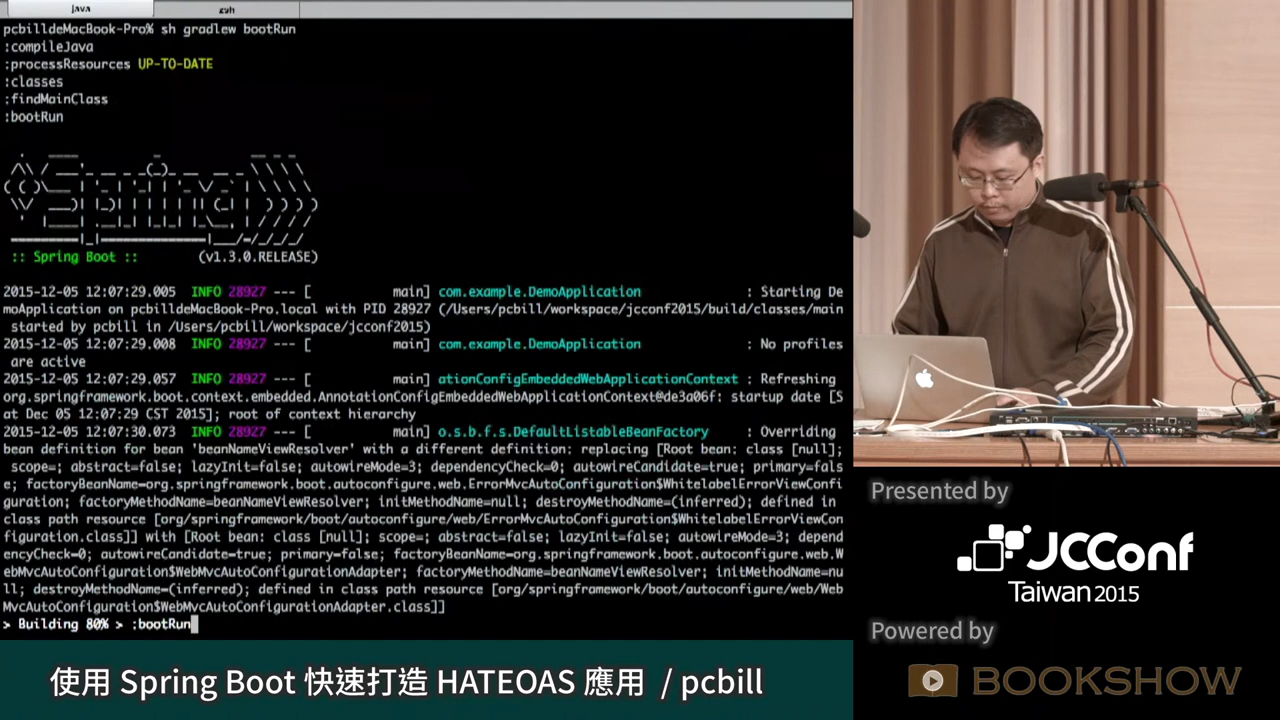 java
zsh
pcbilldeMacBook-Pro% sh gradlew bootRun
:compileJava
:processResources UP-TO-DATE
:classes
:findMainClass
:bootRun
Spring
:: Spring Boot :: (v1.3.0.RELEASE)
2015-12-05 12:07:29.005 INFO 28927 --- [ main] com.example.DemoApplication : Starting De
moApplication on pcbilldeMacBook-Pro.local with PID 28927 (/Users/pcbill/workspace/jcconf2015/build/classes/main
started by pcbill in /Users/pcbill/workspace/jcconf2015)
2015-12-05 12:07:29.008 INFO 28927 --- [ main] com.example.DemoApplication : No profiles
are active
2015-12-05 12:07:29.057 INFO 28927 --- [ main] ationConfigEmbeddedWebApplicationContext : Refreshing
org.springframework.boot.context.embedded.AnnotationConfigEmbeddedWebApplicationContext@de3a06f: startup date [S
at Dec 05 12:07:29 CST 2015]; root of context hierarchy
2015-12-05 12:07:30.073 INFO 28927 --- [ main] o.s.b.f.s.DefaultListableBeanFactory : Overriding
bean definition for bean 'beanNameViewResolver' with a different definition: replacing [Root bean: class [null];
scope=; abstract=false; lazyInit=false; autowireMode=3; dependencyCheck=0; autowireCandidate=true; primary=fals
e; factoryBeanName=org.springframework.boot.autoconfigure.web.ErrorMvcAutoConfiguration$WhitelabelErrorViewConfi
guration; factoryMethodName=beanNameViewResolver; initMethodName=null; destroyMethodName=(inferred); defined in
class path resource [org/springframework/boot/autoconfigure/web/ErrorMvcAutoConfiguration$WhitelabelErrorViewCon
figuration.class]] with [Root bean: class [null]; scope=; abstract=false; lazyInit=false; autowireMode=3; depend
encyCheck=0; autowireCandidate=true; primary=false; factoryBeanName=org.springframework.boot.autoconfigure.web.W
ebMvcAutoConfiguration$WebMvcAutoConfigurationAdapter; factoryMethodName=beanNameViewResolver; initMethodName=nu
ll; destroyMethodName=(inferred); defined in class path resource [org/springframework/boot/autoconfigure/web/Web
MvcAutoConfiguration$WebMvcAutoConfigurationAdapter.class]]
> Building 80% > :bootRun
Presented by
JCConf
Taiwan 2015
Powered by
BOOKSHOW
使用 Spring Boot 快速打造 HATEOAS 應用 / pcbill